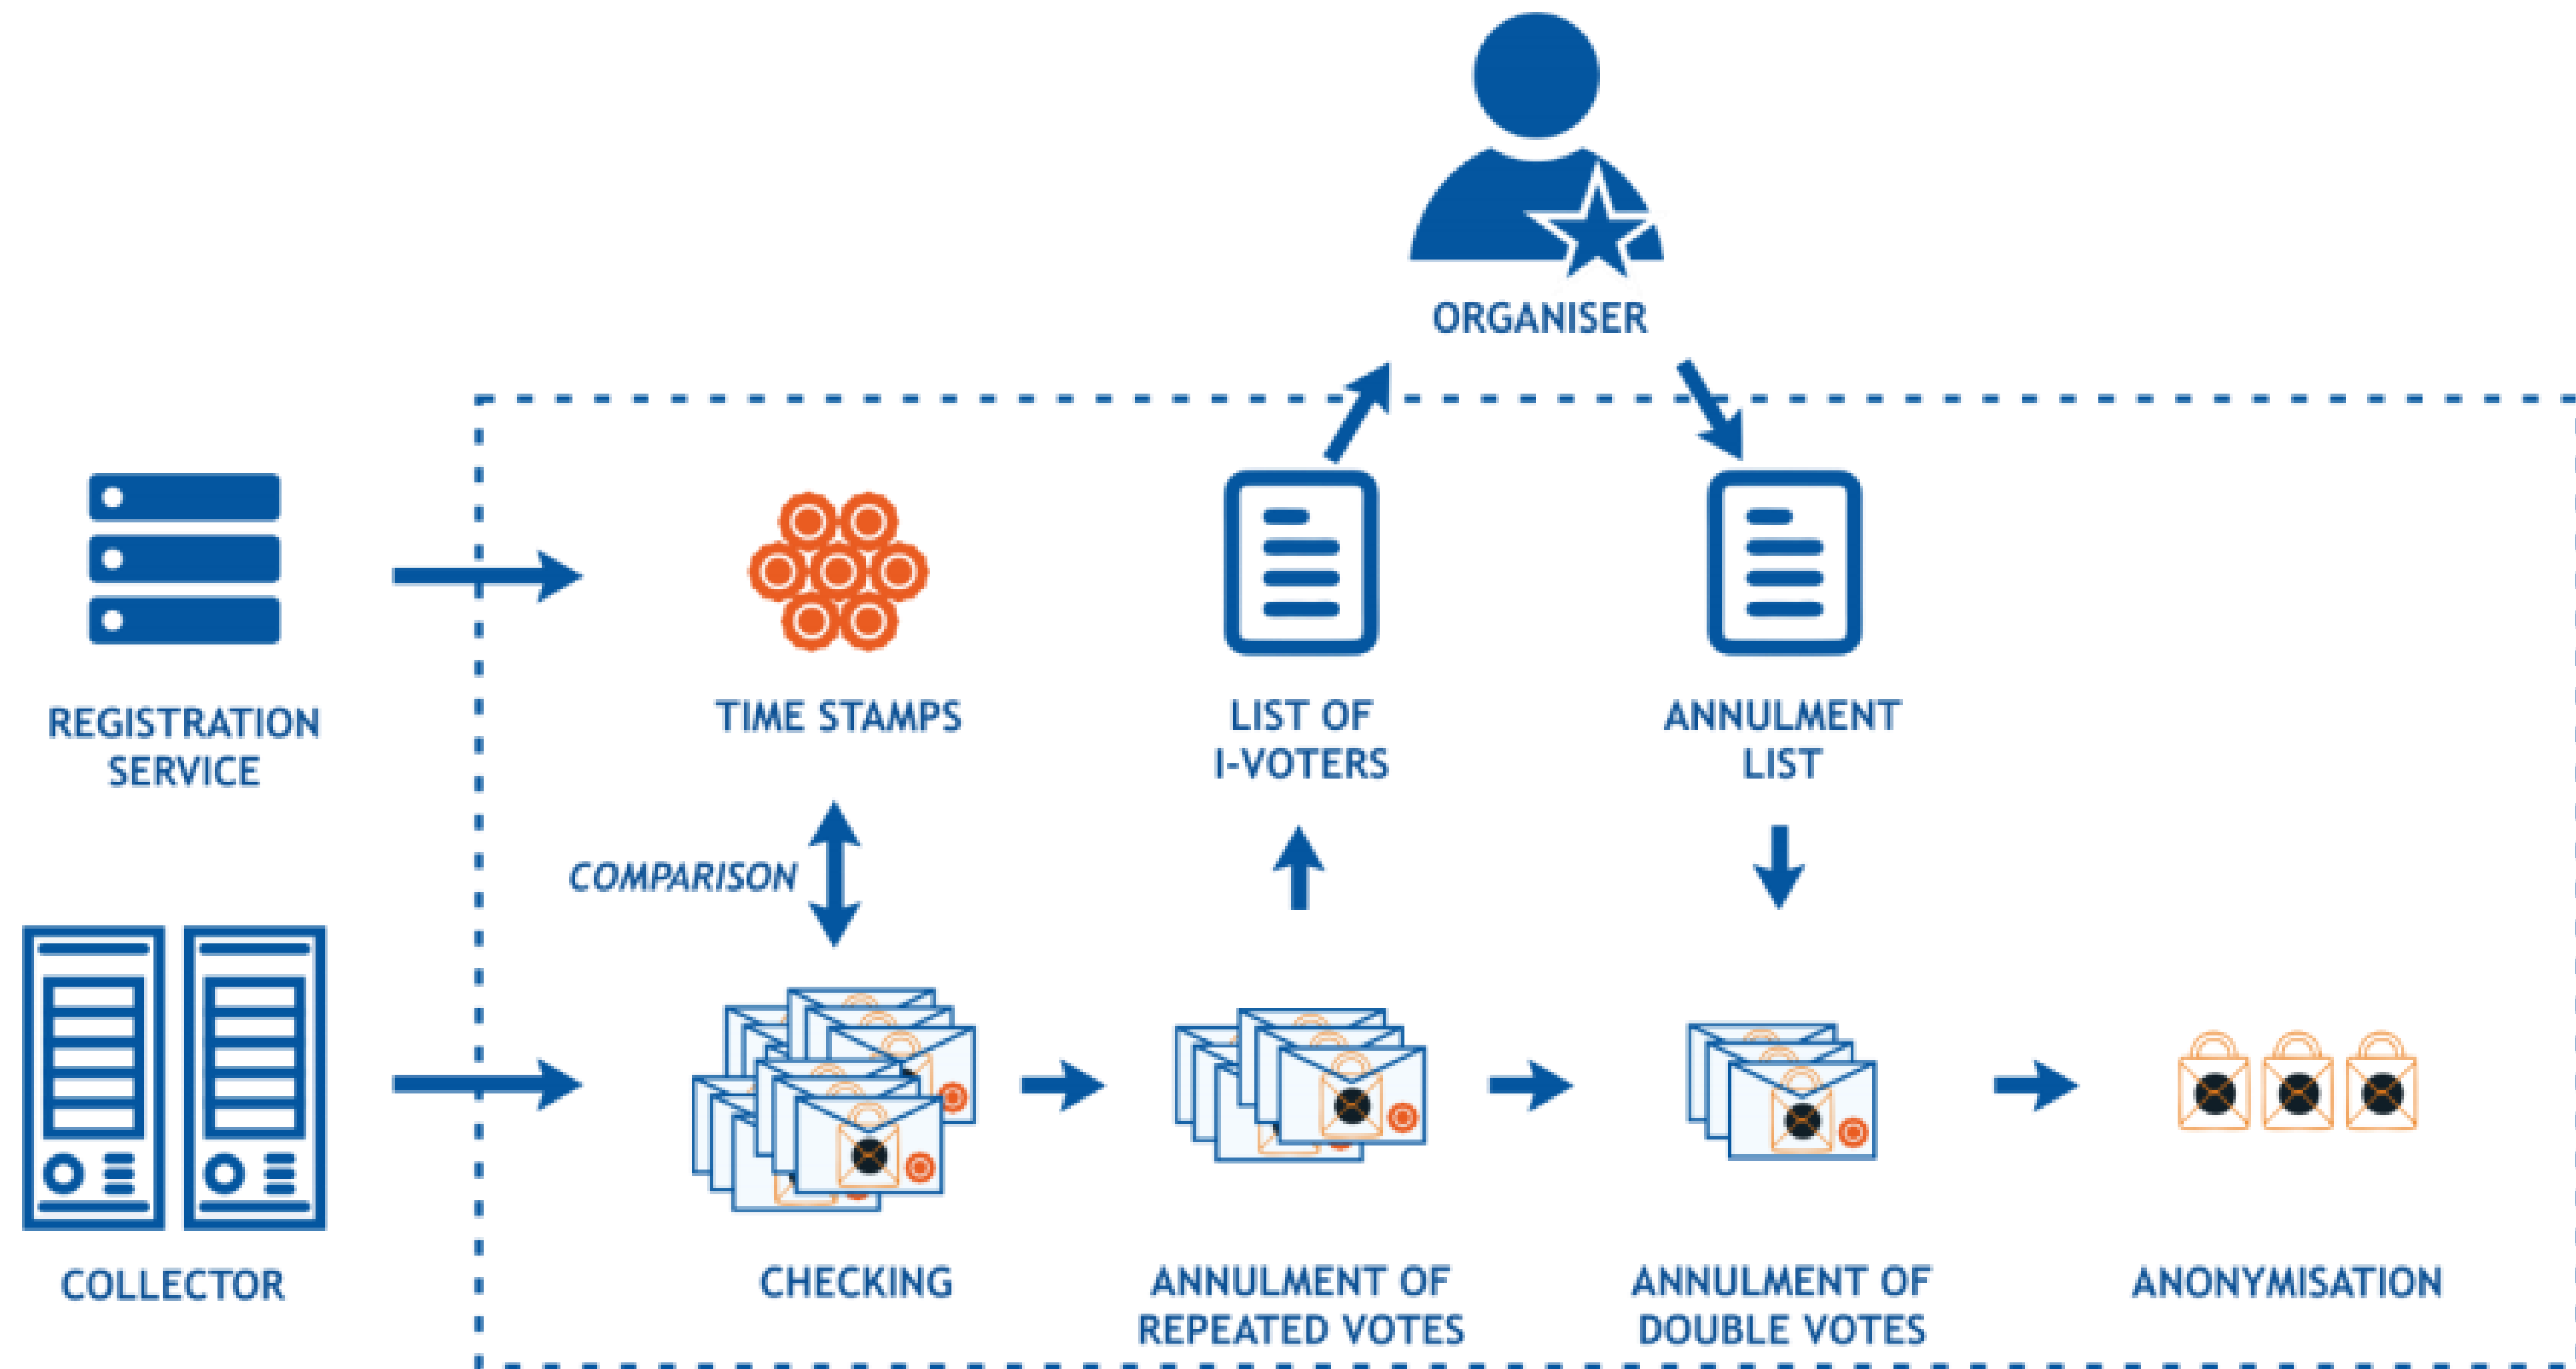 ORGANISER
REGISTRATION
SERVICE
TIME STAMPS
LIST OF
I-VOTERS
ANNULMENT
LIST
COMPARISON
COLLECTOR
CHECKING
ANNULMENT OF
REPEATED VOTES
ANNULMENT OF
DOUBLE VOTES
ANONYMISATION